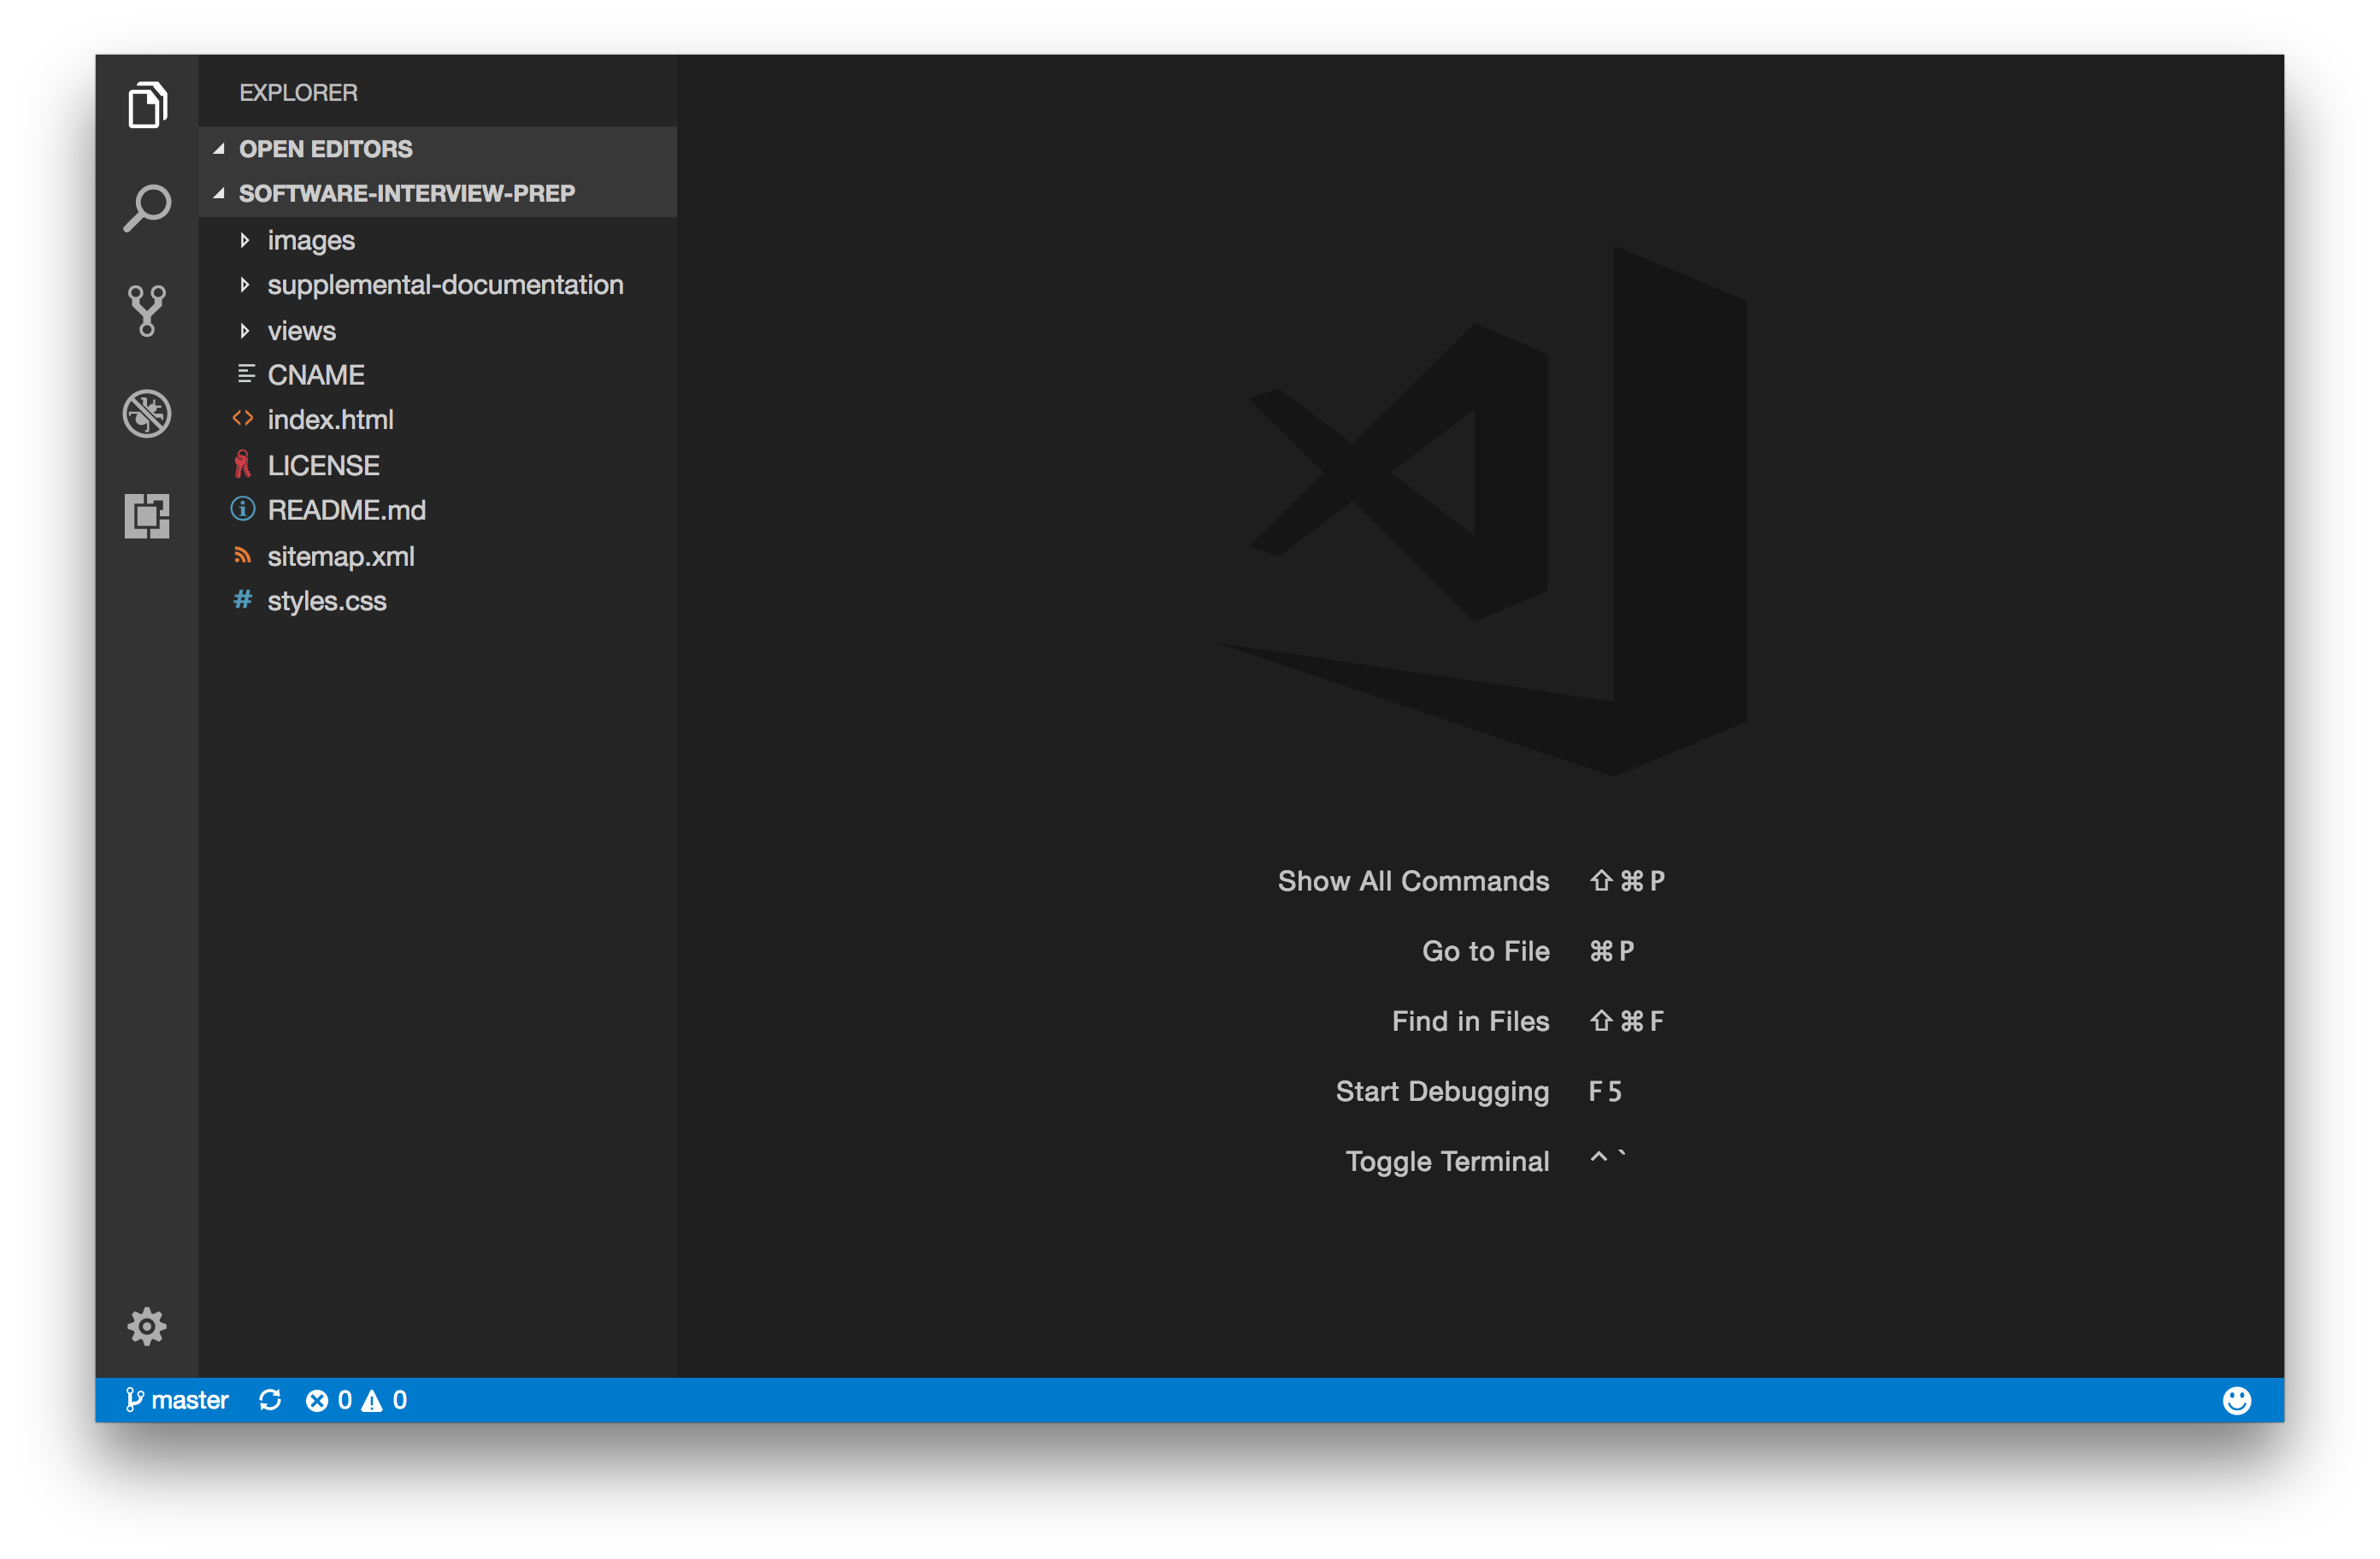 EXPLORER
OPEN EDITORS
SOFTWARE-INTERVIEW-PREP
images
supplemental-documentation
views
CNAME
index.html
LICENSE
README.md
sitemap.xml
styles.css
Show All Commands ⇧⌘P
Go to File ⌘P
Find in Files ⇧⌘F
Start Debugging F5
Toggle Terminal ^`
master 0 0